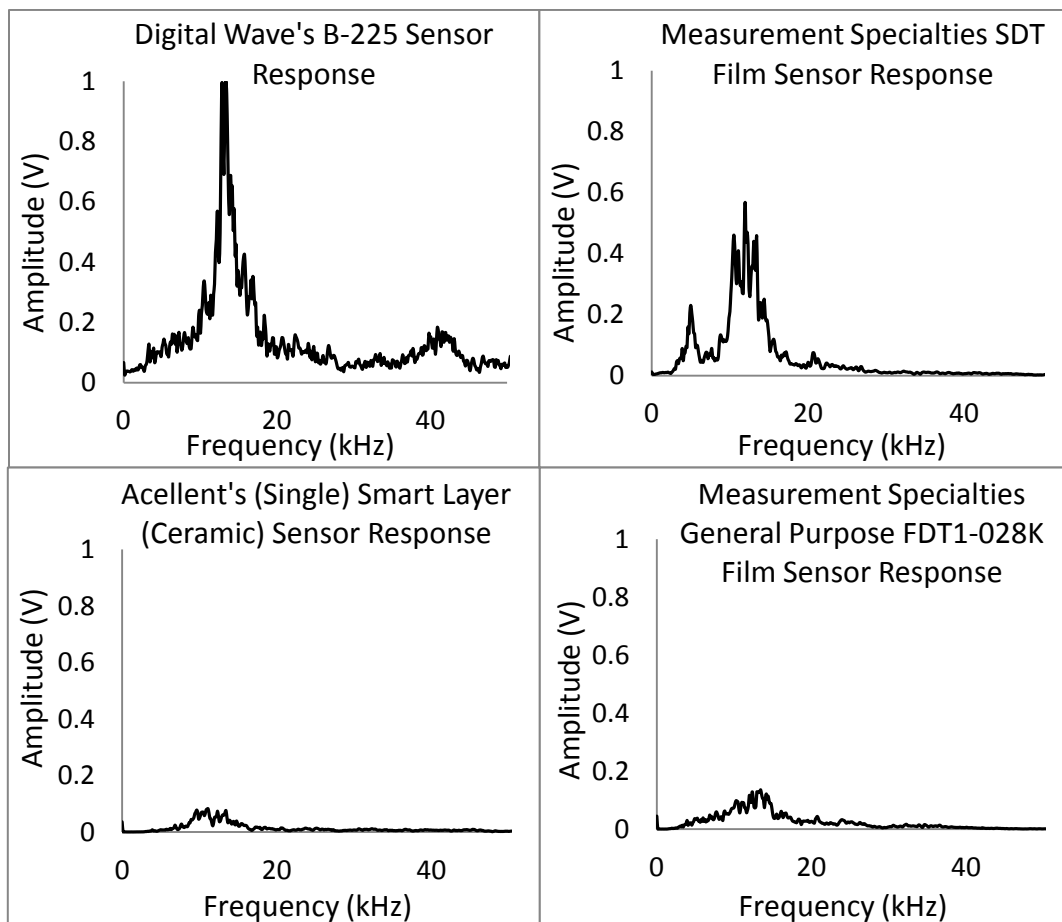 Digital Wave's B-225 Sensor
Response
1
0.8
0.6
0.4
0.2
0
Amplitude (V)
0 20 40
Frequency (kHz)
Measurement Specialties SDT
Film Sensor Response
1
0.8
0.6
0.4
0.2
0
Amplitude (V)
0 20 40
Frequency (kHz)
Acellent's (Single) Smart Layer
(Ceramic) Sensor Response
1
0.8
0.6
0.4
0.2
0
Amplitude (V)
0 20 40
Frequency (kHz)
Measurement Specialties
General Purpose FDT1-028K
Film Sensor Response
1
0.8
0.6
0.4
0.2
0
Amplitude (V)
0 20 40
Frequency (kHz)